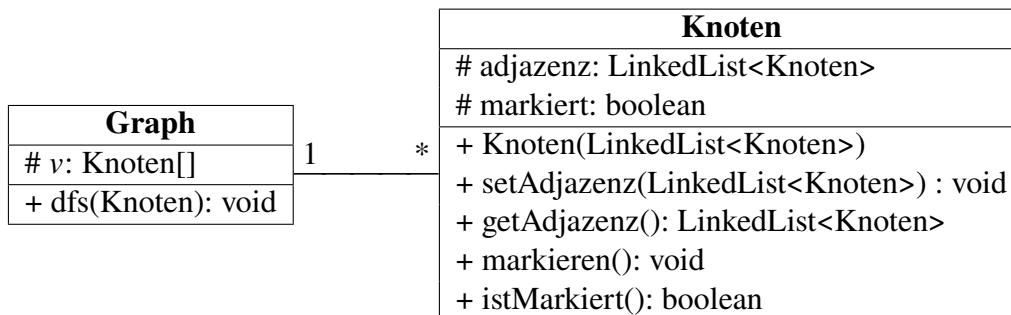 Graph
# v: Knoten[]
+ dfs(Knoten): void
1
*
Knoten
# adjazenz: LinkedList<Knoten>
# markiert: boolean
+ Knoten(LinkedList<Knoten>)
+ setAdjazenz(LinkedList<Knoten>) : void
+ getAdjazenz(): LinkedList<Knoten>
+ markieren(): void
+ istMarkiert(): boolean